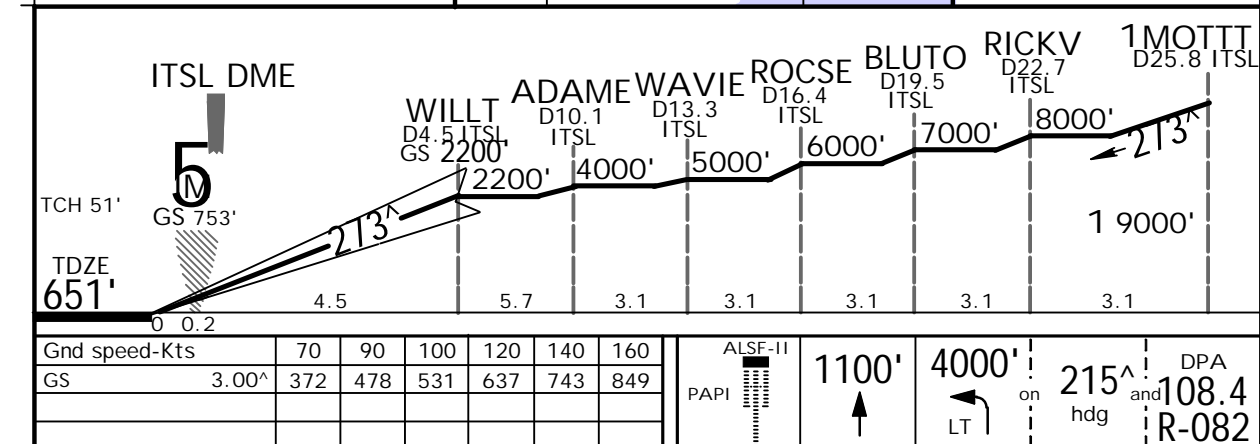 1MOTTT
D25.8 ITSL
RICKV
D22.7
ITSL
BLUTO
D19.5
ITSL
ROCSE
D16.4
ITSL
WAVIE
D13.3
ITSL
ADAME
D10.1
ITSL
WILLT
D4.5 ITSL
GS 2200'
ITSL DME
5
M
GS 753'
TCH 51'
TDZE
651'
273^
2200'
4000'
5000'
6000'
7000'
8000'
273^
1 9000'
0 0.2 4.5 5.7 3.1 3.1 3.1 3.1 3.1
Gnd speed-Kts 70 90 100 120 140 160
GS 3.00^ 372 478 531 637 743 849
ALSF-II
PAPI
1100'
4000'
LT
on
215^
hdg
and
DPA
108.4
R-082